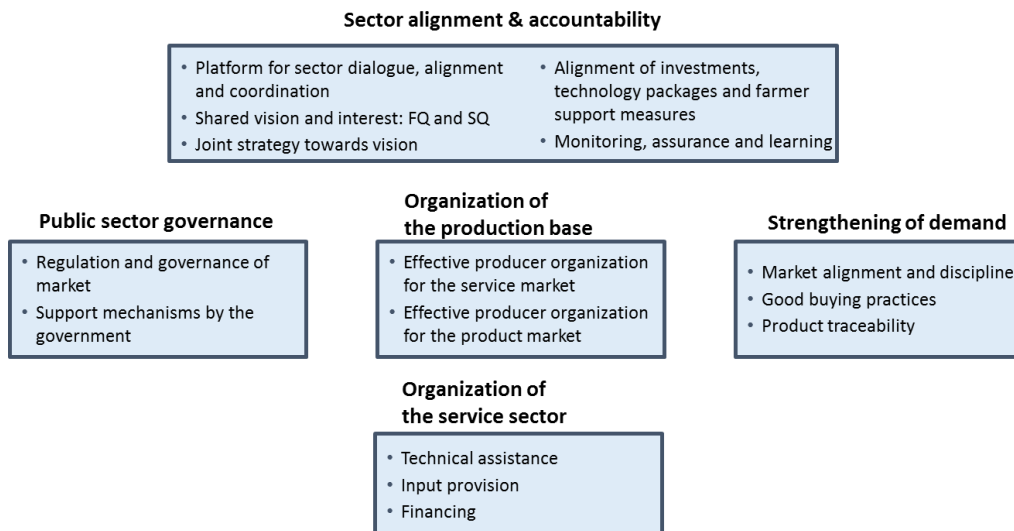 Sector alignment & accountability
• Platform for sector dialogue, alignment
and coordination
• Shared vision and interest: FQ and SQ
• Joint strategy towards vision
• Alignment of investments,
technology packages and farmer
support measures
• Monitoring, assurance and learning
Public sector governance
• Regulation and governance of
market
• Support mechanisms by the
government
Organization of
the production base
• Effective producer organization
for the service market
• Effective producer organization
for the product market
Strengthening of demand
• Market alignment and discipline
• Good buying practices
• Product traceability
Organization of
the service sector
• Technical assistance
• Input provision
• Financing